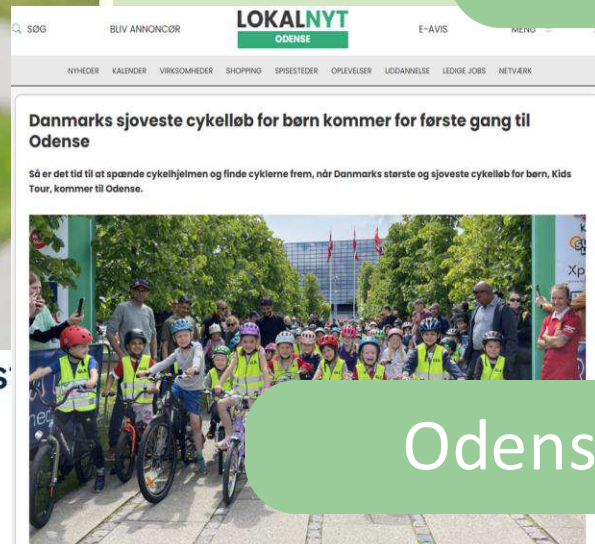 SØG
BLIV ANNONCØR
LOKALNYT
ODENSE
E-AVIS
MENU
NYHEDER KALENDER VIRKSOMHEDER SHOPPING SPISESTEDER OPLEVELSER UDDANNELSE LEDIGE JOBS NETVÆRK
Danmarks sjoveste cykelløb for børn kommer for første gang til
Odense
Så er det tid til at spænde cykelhjelmen og finde cyklerne frem, når Danmarks største og sjoveste cykelløb for børn, Kids
Tour, kommer til Odense.
Xp
Odens